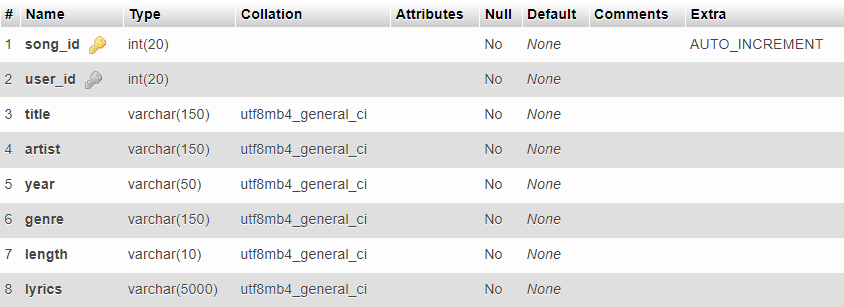 # Name Type Collation Attributes Null Default Comments Extra
1 song_id int(20) No None AUTO_INCREMENT
2 user_id int(20) No None
3 title varchar(150) utf8mb4_general_ci No None
4 artist varchar(150) utf8mb4_general_ci No None
5 year varchar(50) utf8mb4_general_ci No None
6 genre varchar(150) utf8mb4_general_ci No None
7 length varchar(10) utf8mb4_general_ci No None
8 lyrics varchar(5000) utf8mb4_general_ci No None